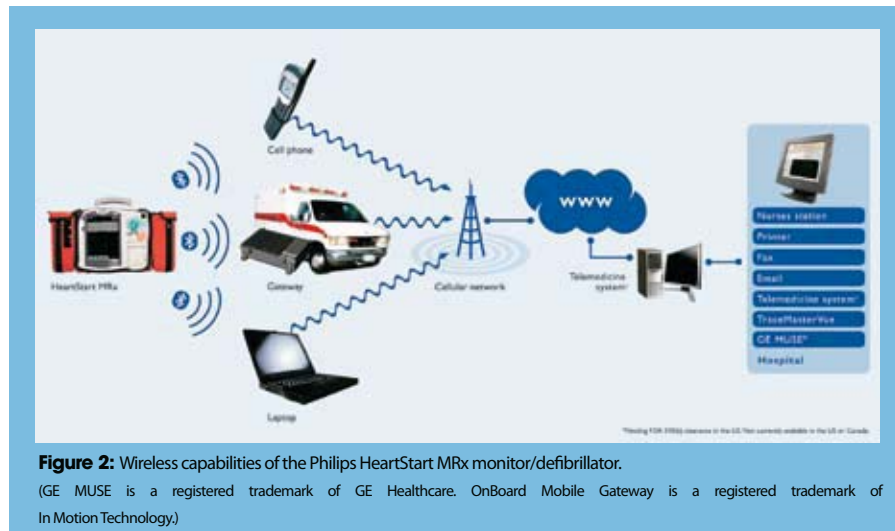 Cell phone
HeartStart MRx
Gateway
Cellular network
www
Telemedicine
system
Laptop
Nurses station
Printer
Fax
Email
Telemedicine system
TraceMasterVue
GE MUSE*
Hospital
Figure 2: Wireless capabilities of the Philips HeartStart MRx monitor/defibrillator.
(GE MUSE is a registered trademark of GE Healthcare. OnBoard Mobile Gateway is a registered trademark of
In Motion Technology.)